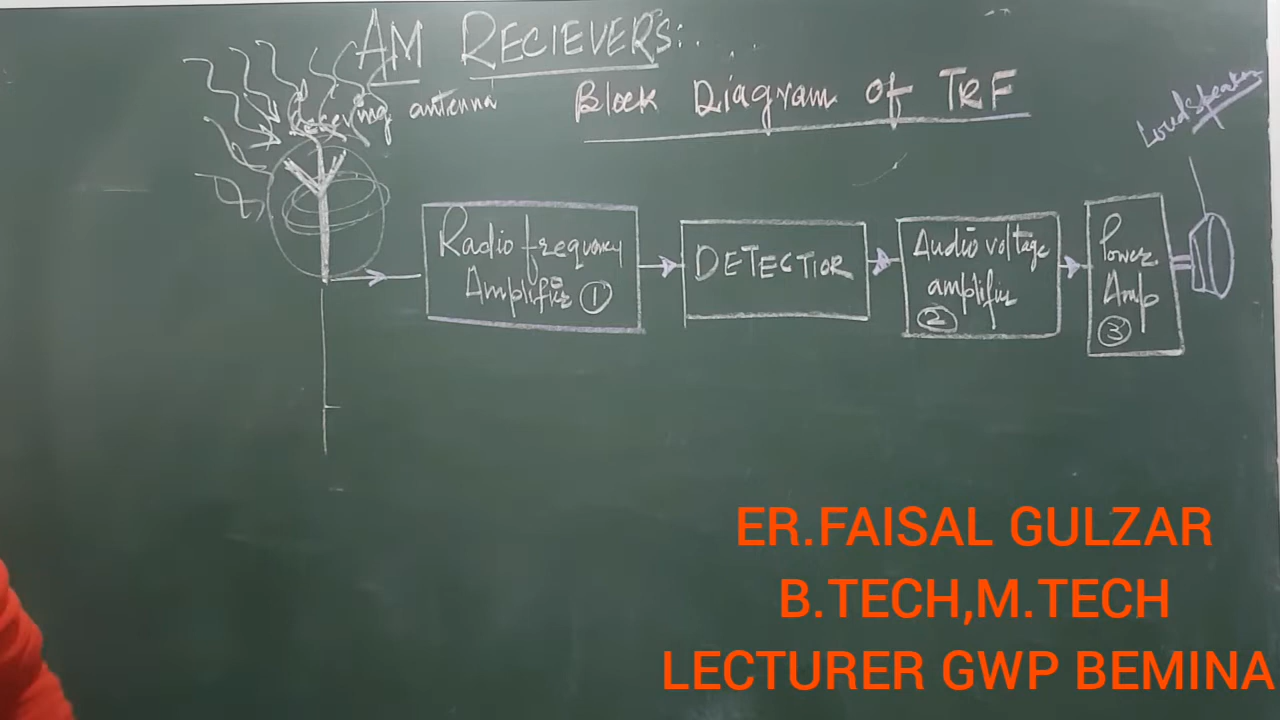 AM RECIEVERS:...
Receiving antenna
Block Diagram of TRF
Loudspeaker
Radio frequency
Amplifier ①
DETECTIOR
Audio voltage
amplifier
②
Power
Amp
③
ER.FAISAL GULZAR
B.TECH,M.TECH
LECTURER GWP BEMINA